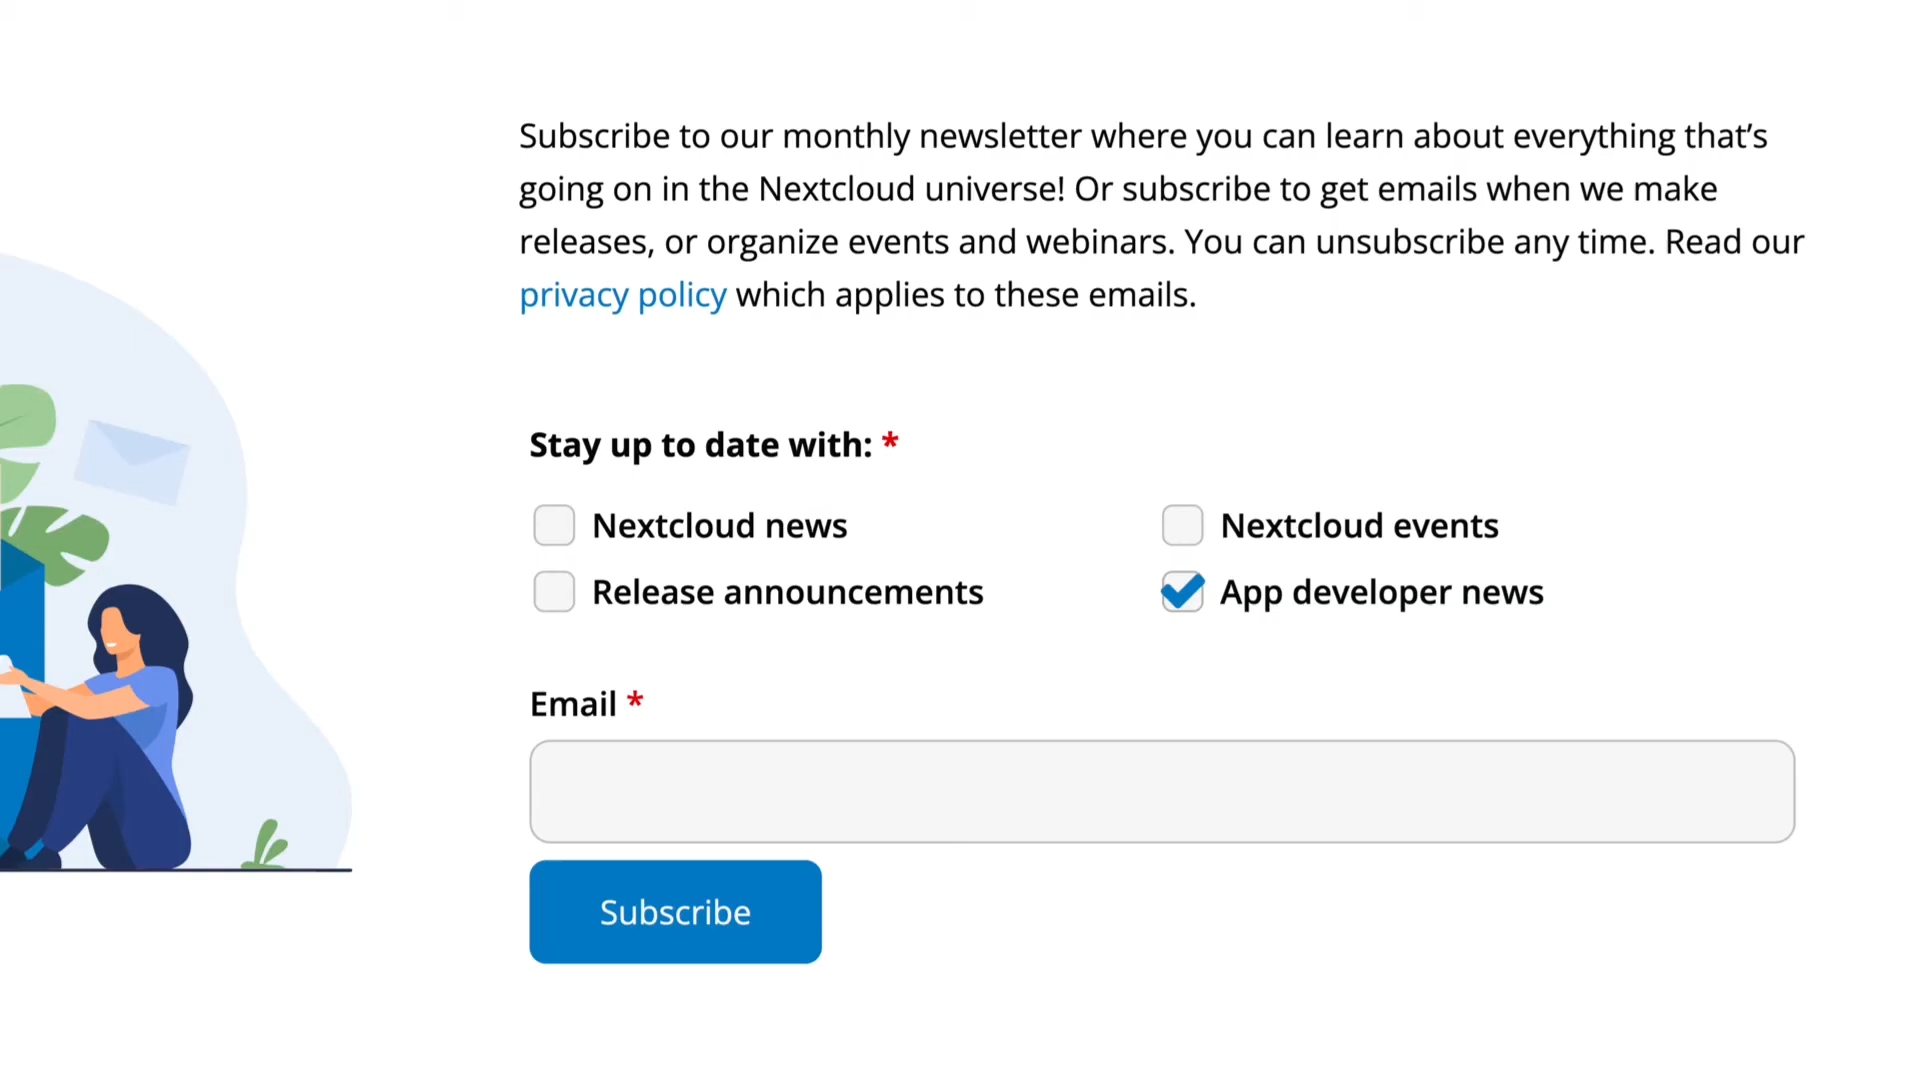 Subscribe to our monthly newsletter where you can learn about everything that’s
going on in the Nextcloud universe! Or subscribe to get emails when we make
releases, or organize events and webinars. You can unsubscribe any time. Read our
privacy policy which applies to these emails.
Stay up to date with: *
Nextcloud news
Nextcloud events
Release announcements
App developer news
Email *
Subscribe